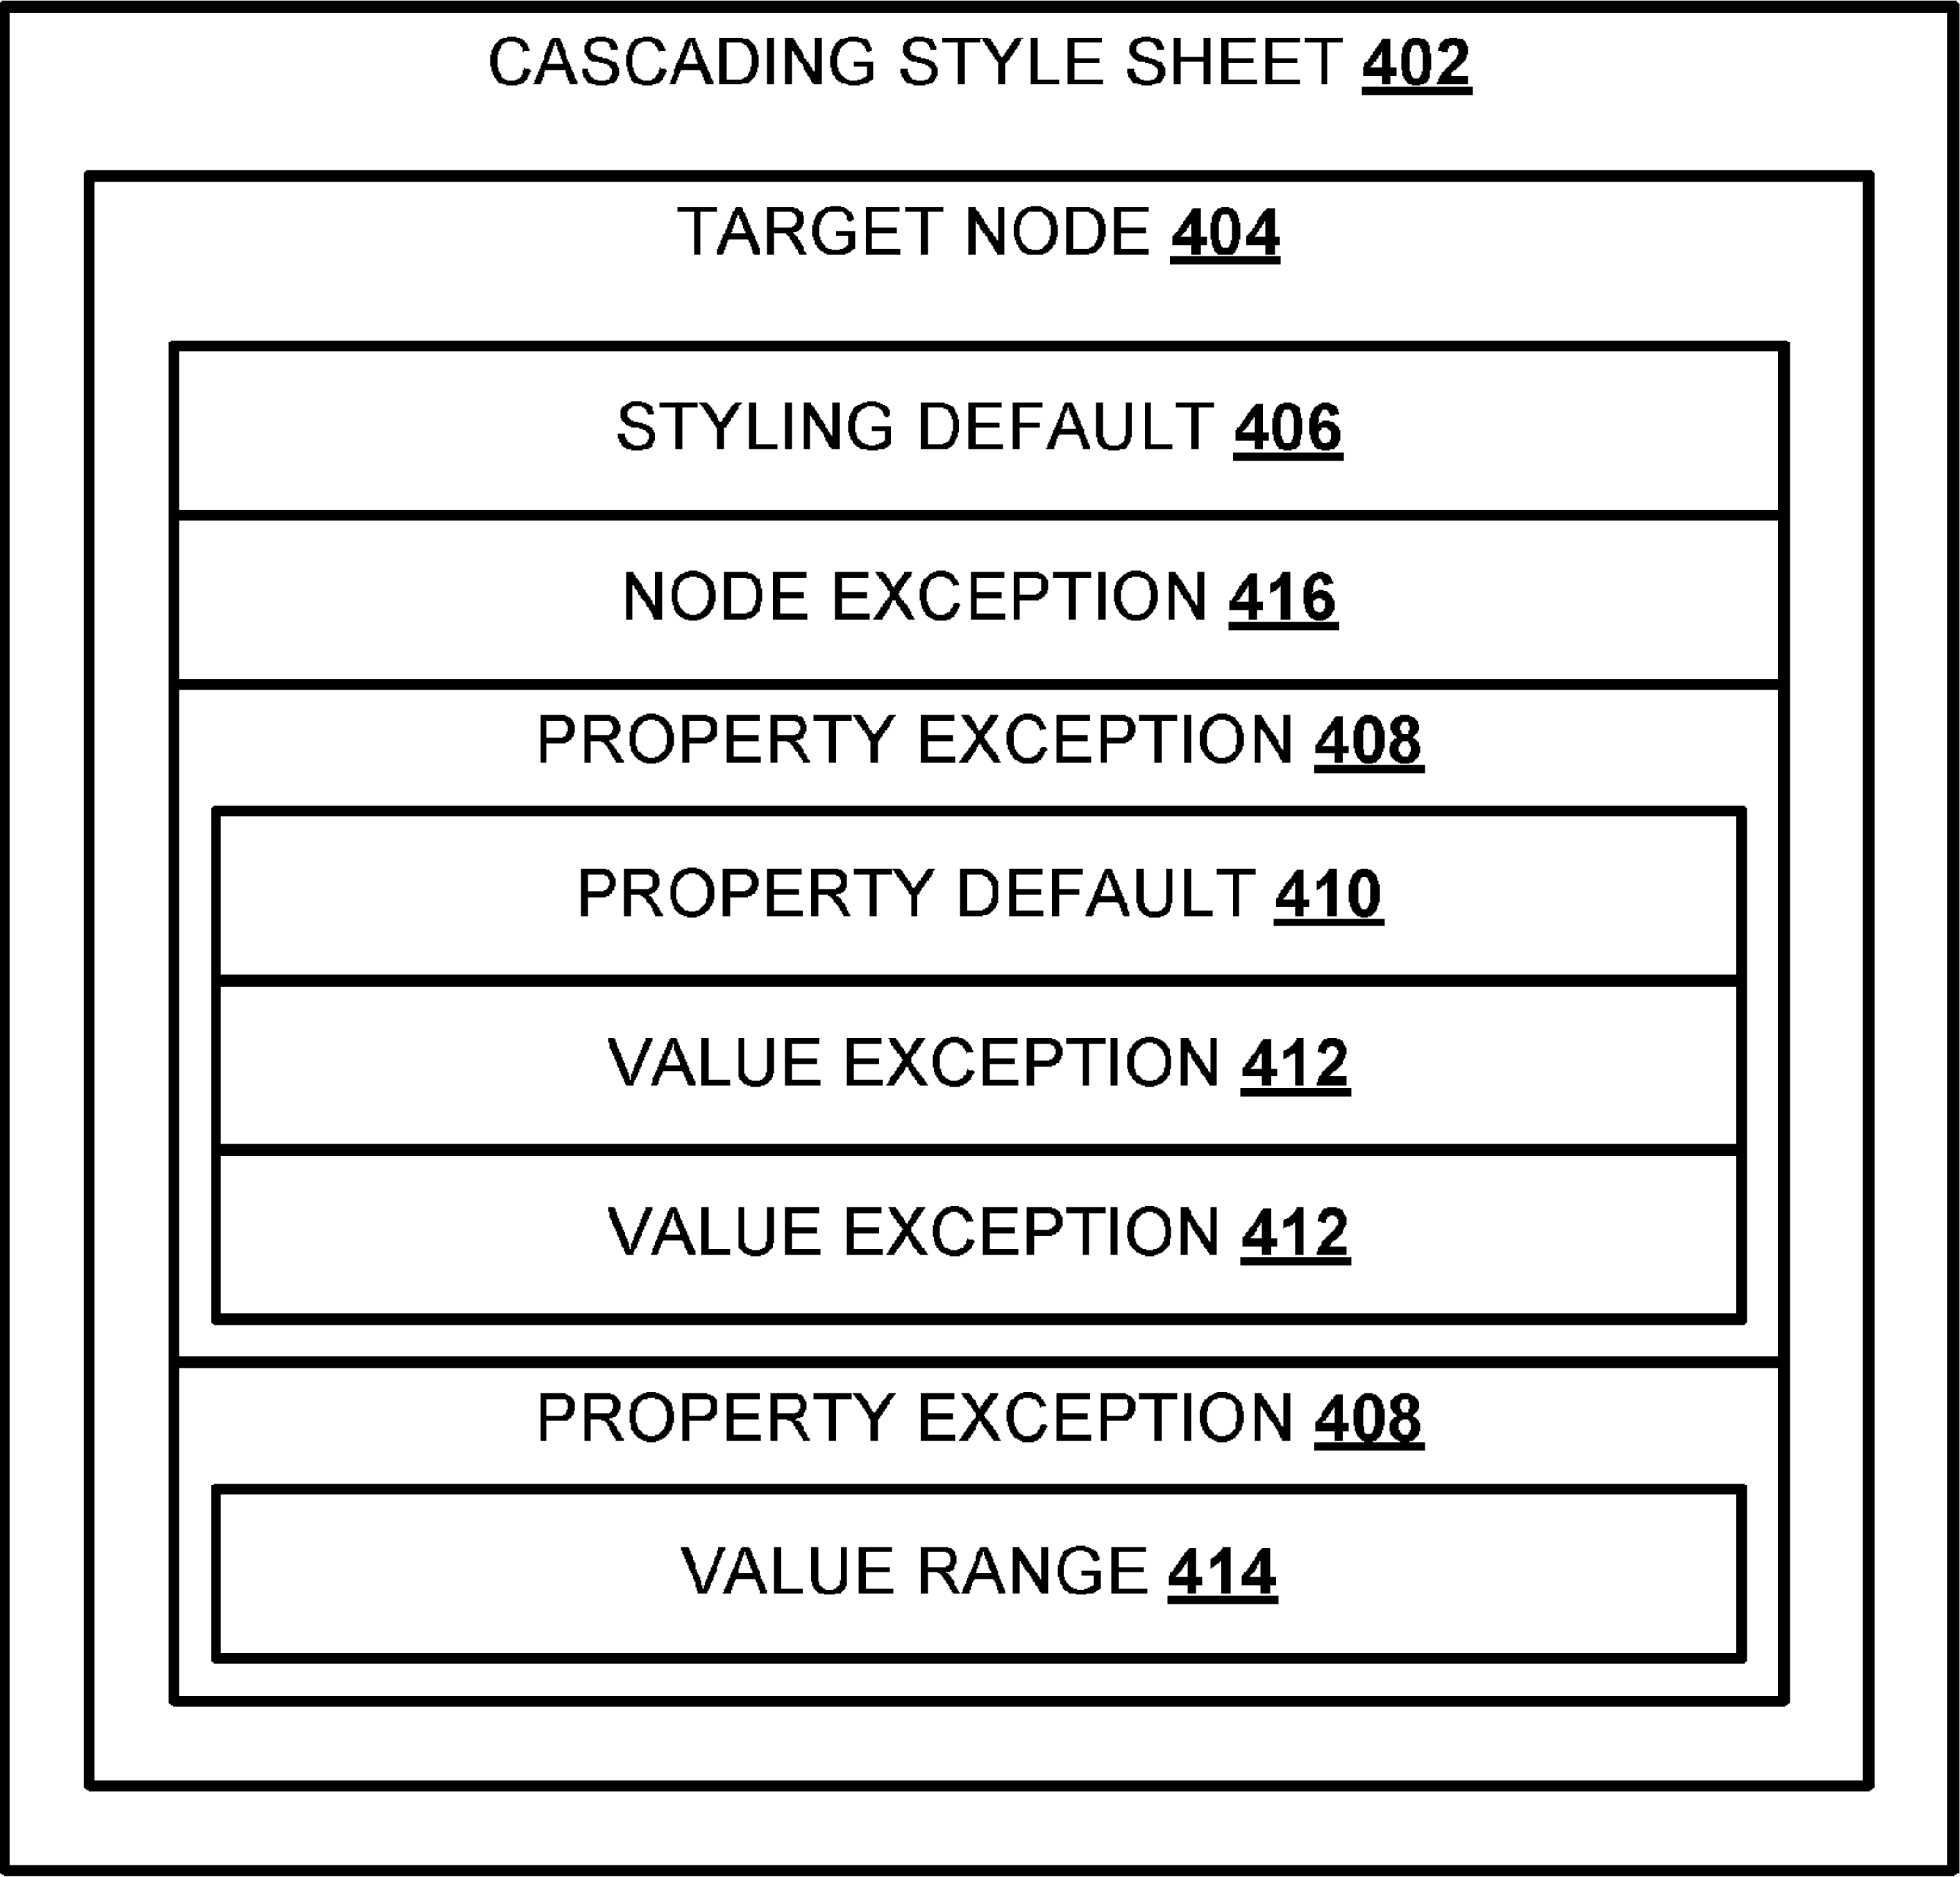 CASCADING STYLE SHEET 402
TARGET NODE 404
STYLING DEFAULT 406
NODE EXCEPTION 416
PROPERTY EXCEPTION 408
PROPERTY DEFAULT 410
VALUE EXCEPTION 412
VALUE EXCEPTION 412
PROPERTY EXCEPTION 408
VALUE RANGE 414